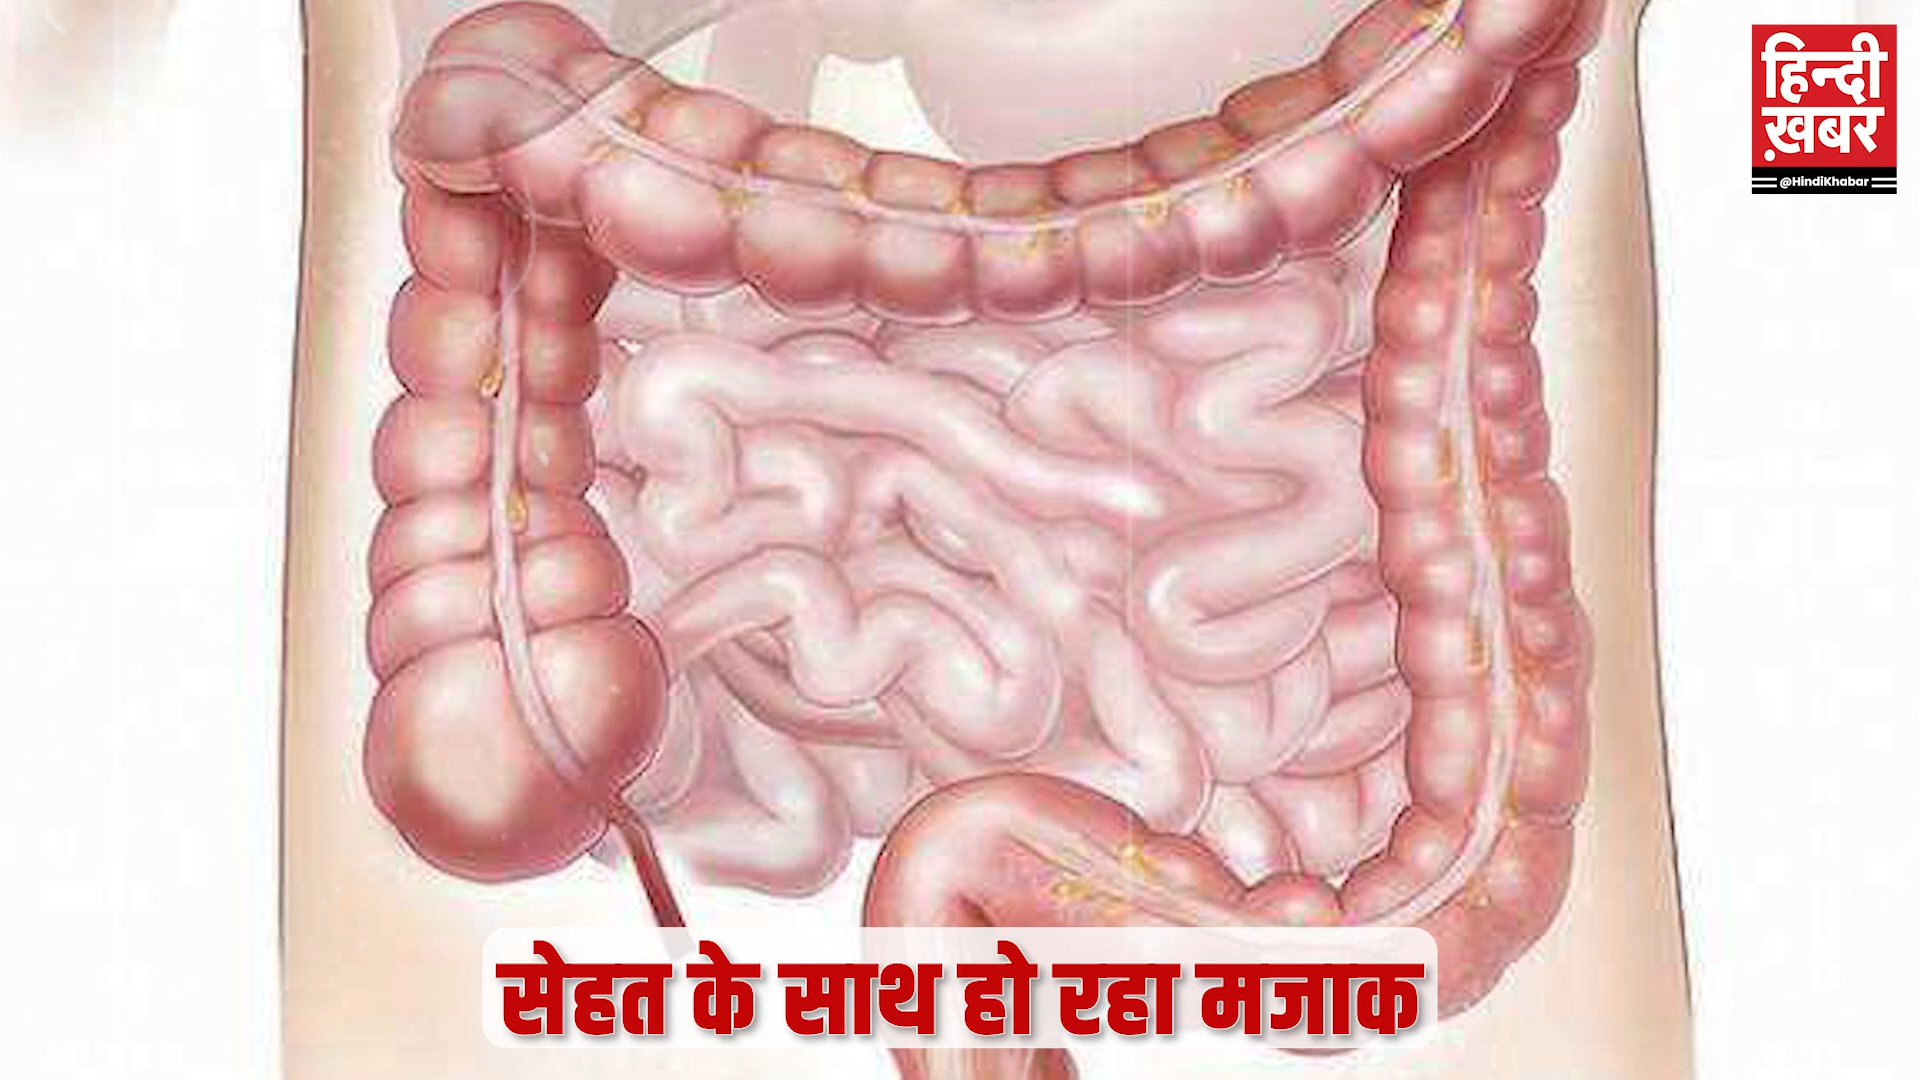 हिन्दी
ख़बर
@HindiKhabar
सेहत के साथ हो रहा मजाक